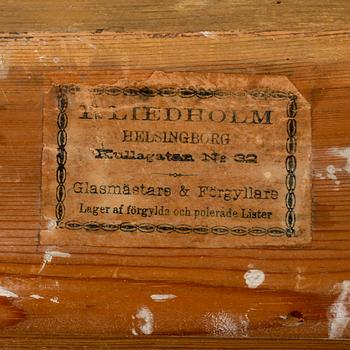 LIEDHOLM
HELSINGBORG
Kullagatan No 32
Glasmästare & Förgyllare
Lager af förgylda och polerade Lister